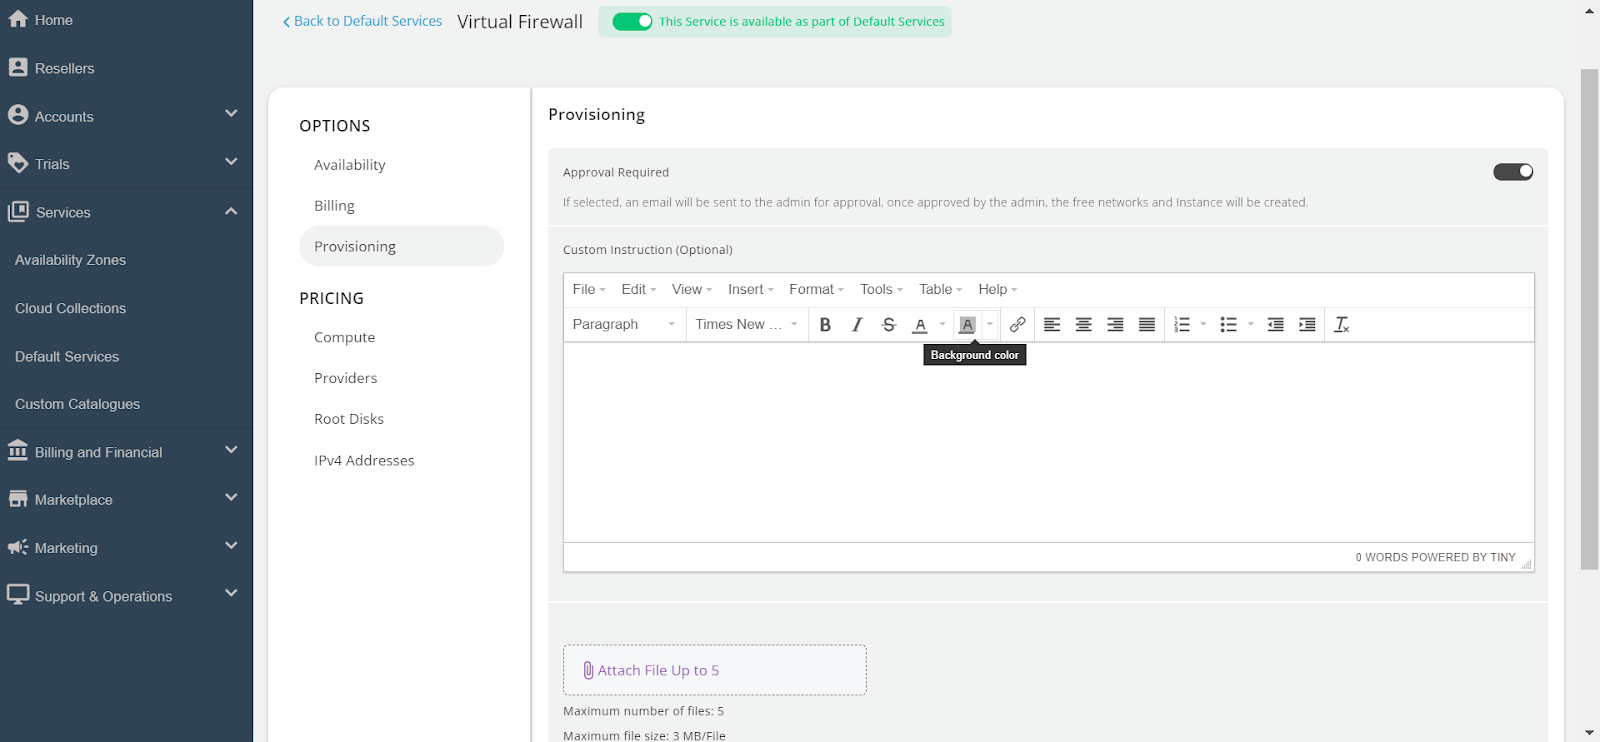 Home
Resellers
Accounts
Trials
Services
Availability Zones
Cloud Collections
Default Services
Custom Catalogues
Billing and Financial
Marketplace
Marketing
Support & Operations
Back to Default Services Virtual Firewall This Service is available as part of Default Services
OPTIONS
Availability
Billing
Provisioning
PRICING
Compute
Providers
Root Disks
IPv4 Addresses
Provisioning
Approval Required
If selected, an email will be sent to the admin for approval, once approved by the admin, the free networks and Instance will be created.
Custom Instruction (Optional)
File Edit View Insert Format Tools Table Help
Paragraph Times New ... B I S A A
Background color
0 WORDS POWERED BY TINY
Attach File Up to 5
Maximum number of files: 5
Maximum file size: 3 MB/File